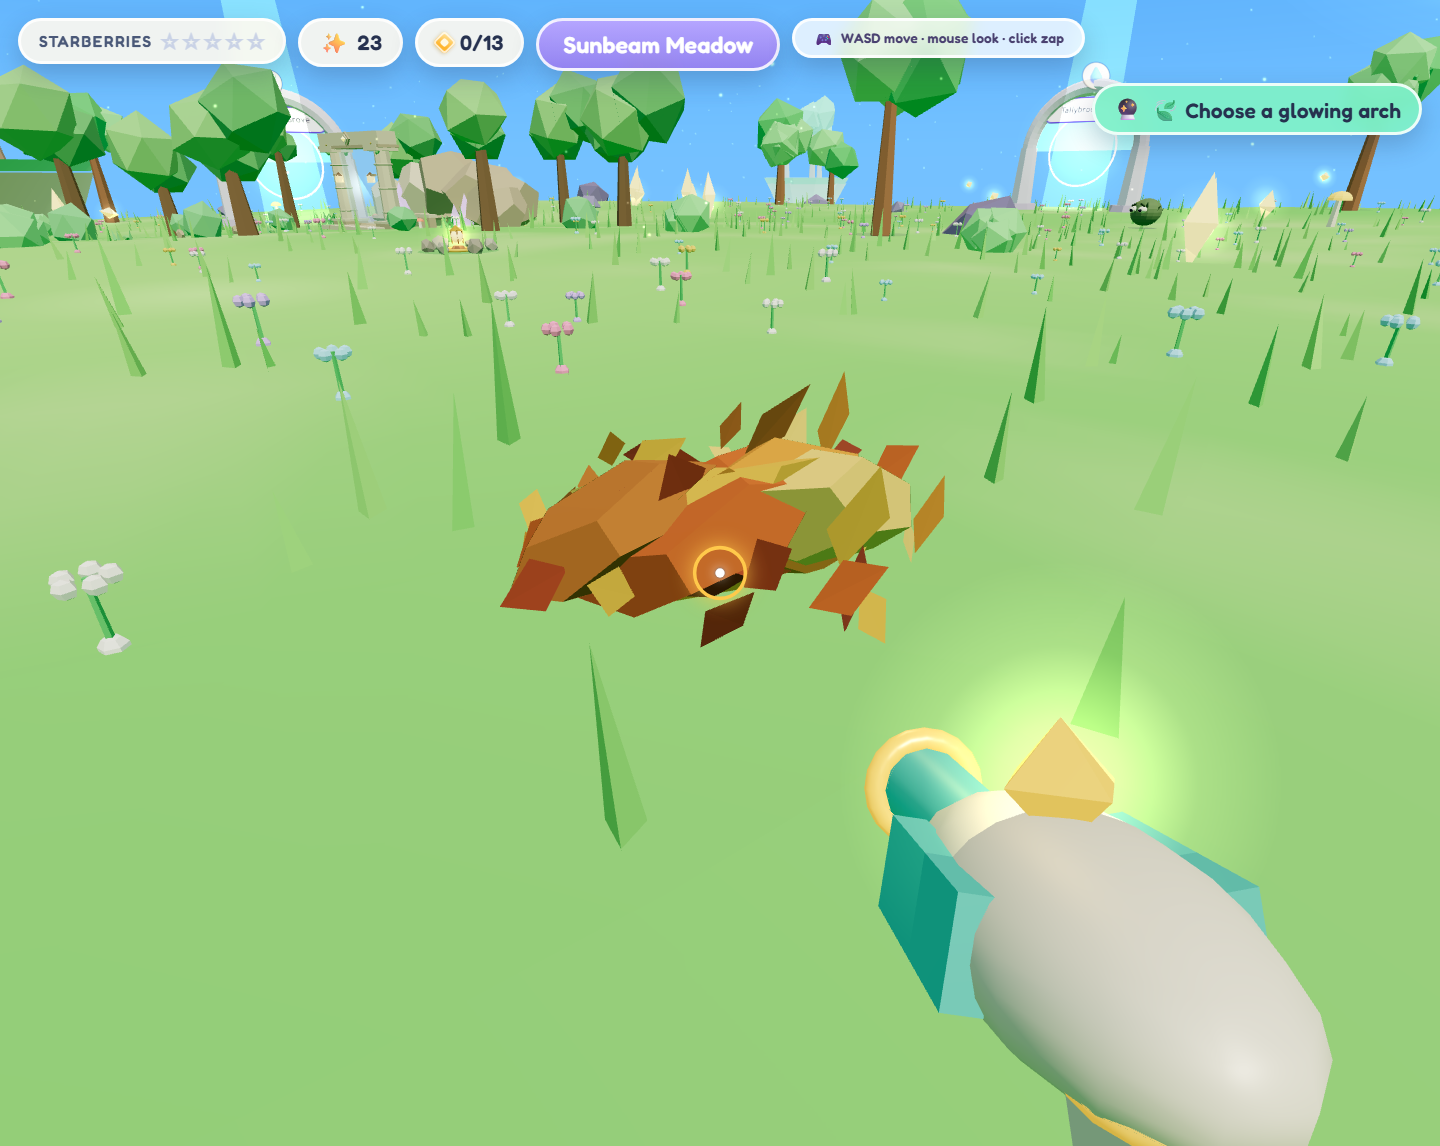 STARBERRIES
23
0/13
Sunbeam Meadow
WASD move · mouse look · click zap
Choose a glowing arch